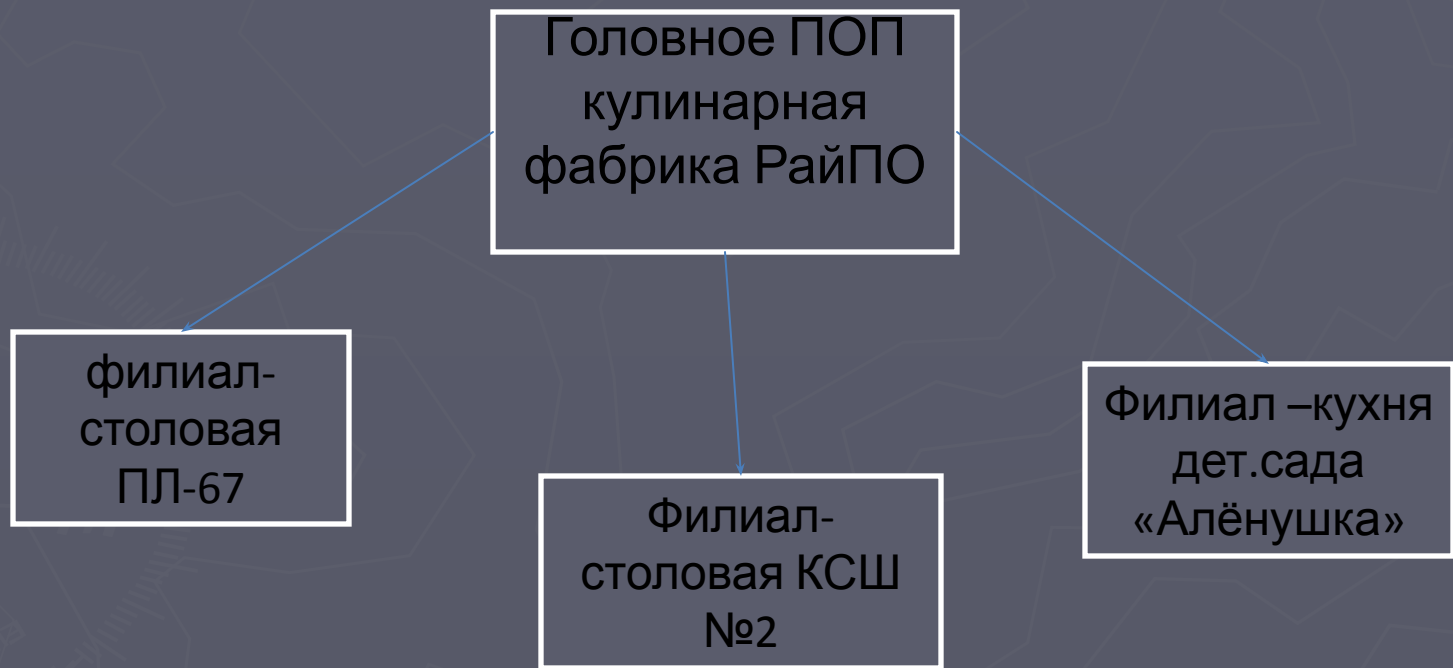 Головное ПОП
кулинарная
фабрика РайПО
филиал-
столовая
ПЛ-67
Филиал-
столовая КСШ
№2
Филиал –кухня
дет.сада
«Алёнушка»